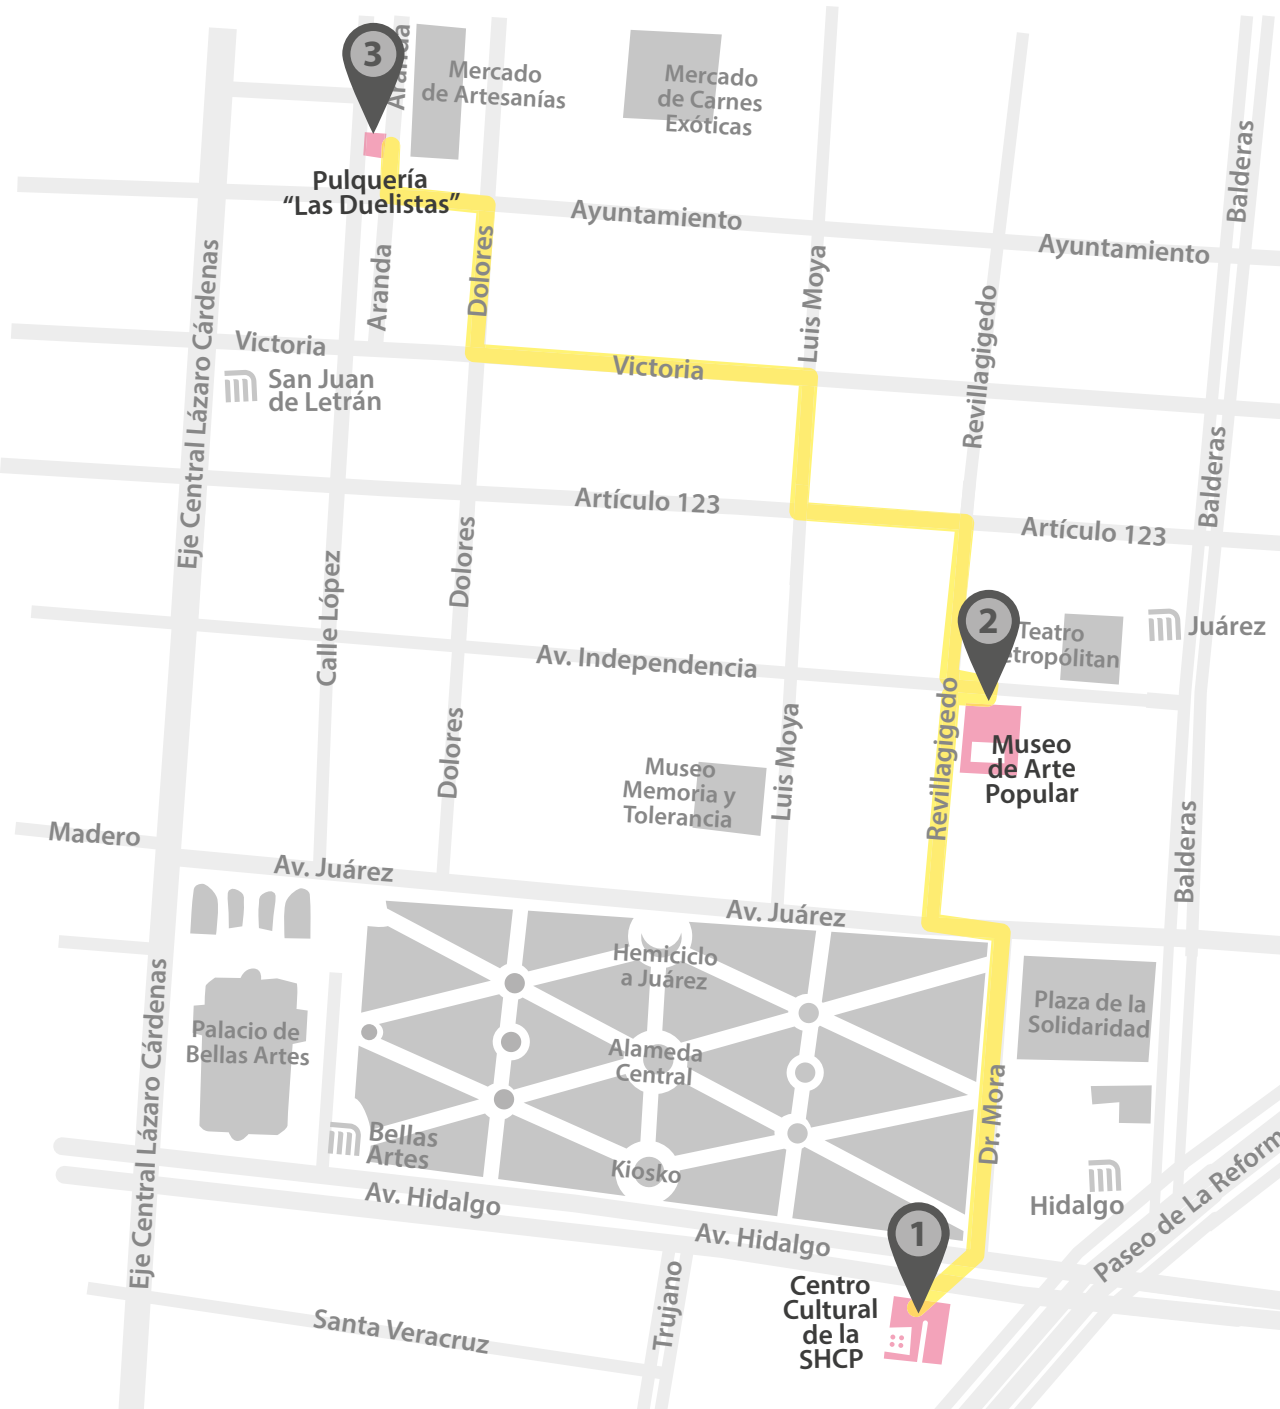 3
Aranda
Mercado
de Artesanías
Mercado
de Carnes
Exóticas
Balderas
Pulquería
“Las Duelistas”
Ayuntamiento
Ayuntamiento
Eje Central Lázaro Cárdenas
Aranda
Dolores
Luis Moya
Revillagigedo
Victoria
San Juan
de Letrán
Victoria
Balderas
Artículo 123
Artículo 123
Calle López
Dolores
2
Teatro
Metropólitan
Juárez
Av. Independencia
Dolores
Luis Moya
Revillagigedo
Museo
de Arte
Popular
Museo
Memoria y
Tolerancia
Balderas
Madero
Av. Juárez
Av. Juárez
Hemiciclo
a Juárez
Eje Central Lázaro Cárdenas
Palacio de
Bellas Artes
Alameda
Central
Plaza de la
Solidaridad
Dr. Mora
Bellas
Artes
Kiosko
Hidalgo
Paseo de La Reform
Av. Hidalgo
Av. Hidalgo
1
Centro
Cultural
de la
SHCP
Trujano
Santa Veracruz